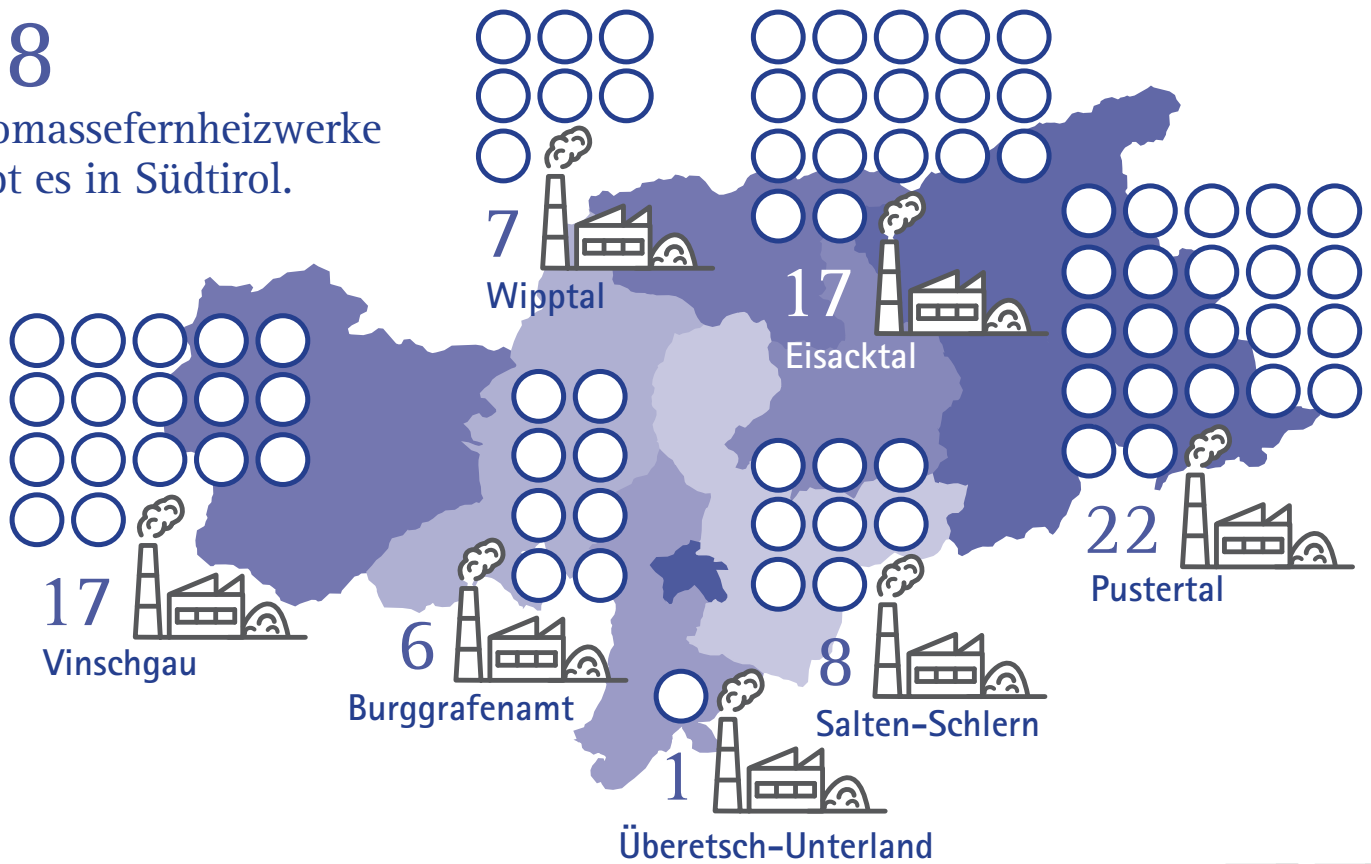 8
omassefernheizwerke
t es in Südtirol.
7
Wipptal
17
Eisacktal
22
Pustertal
17
Vinschgau
6
Burggrafenamt
8
Salten-Schlern
1
Überetsch-Unterland